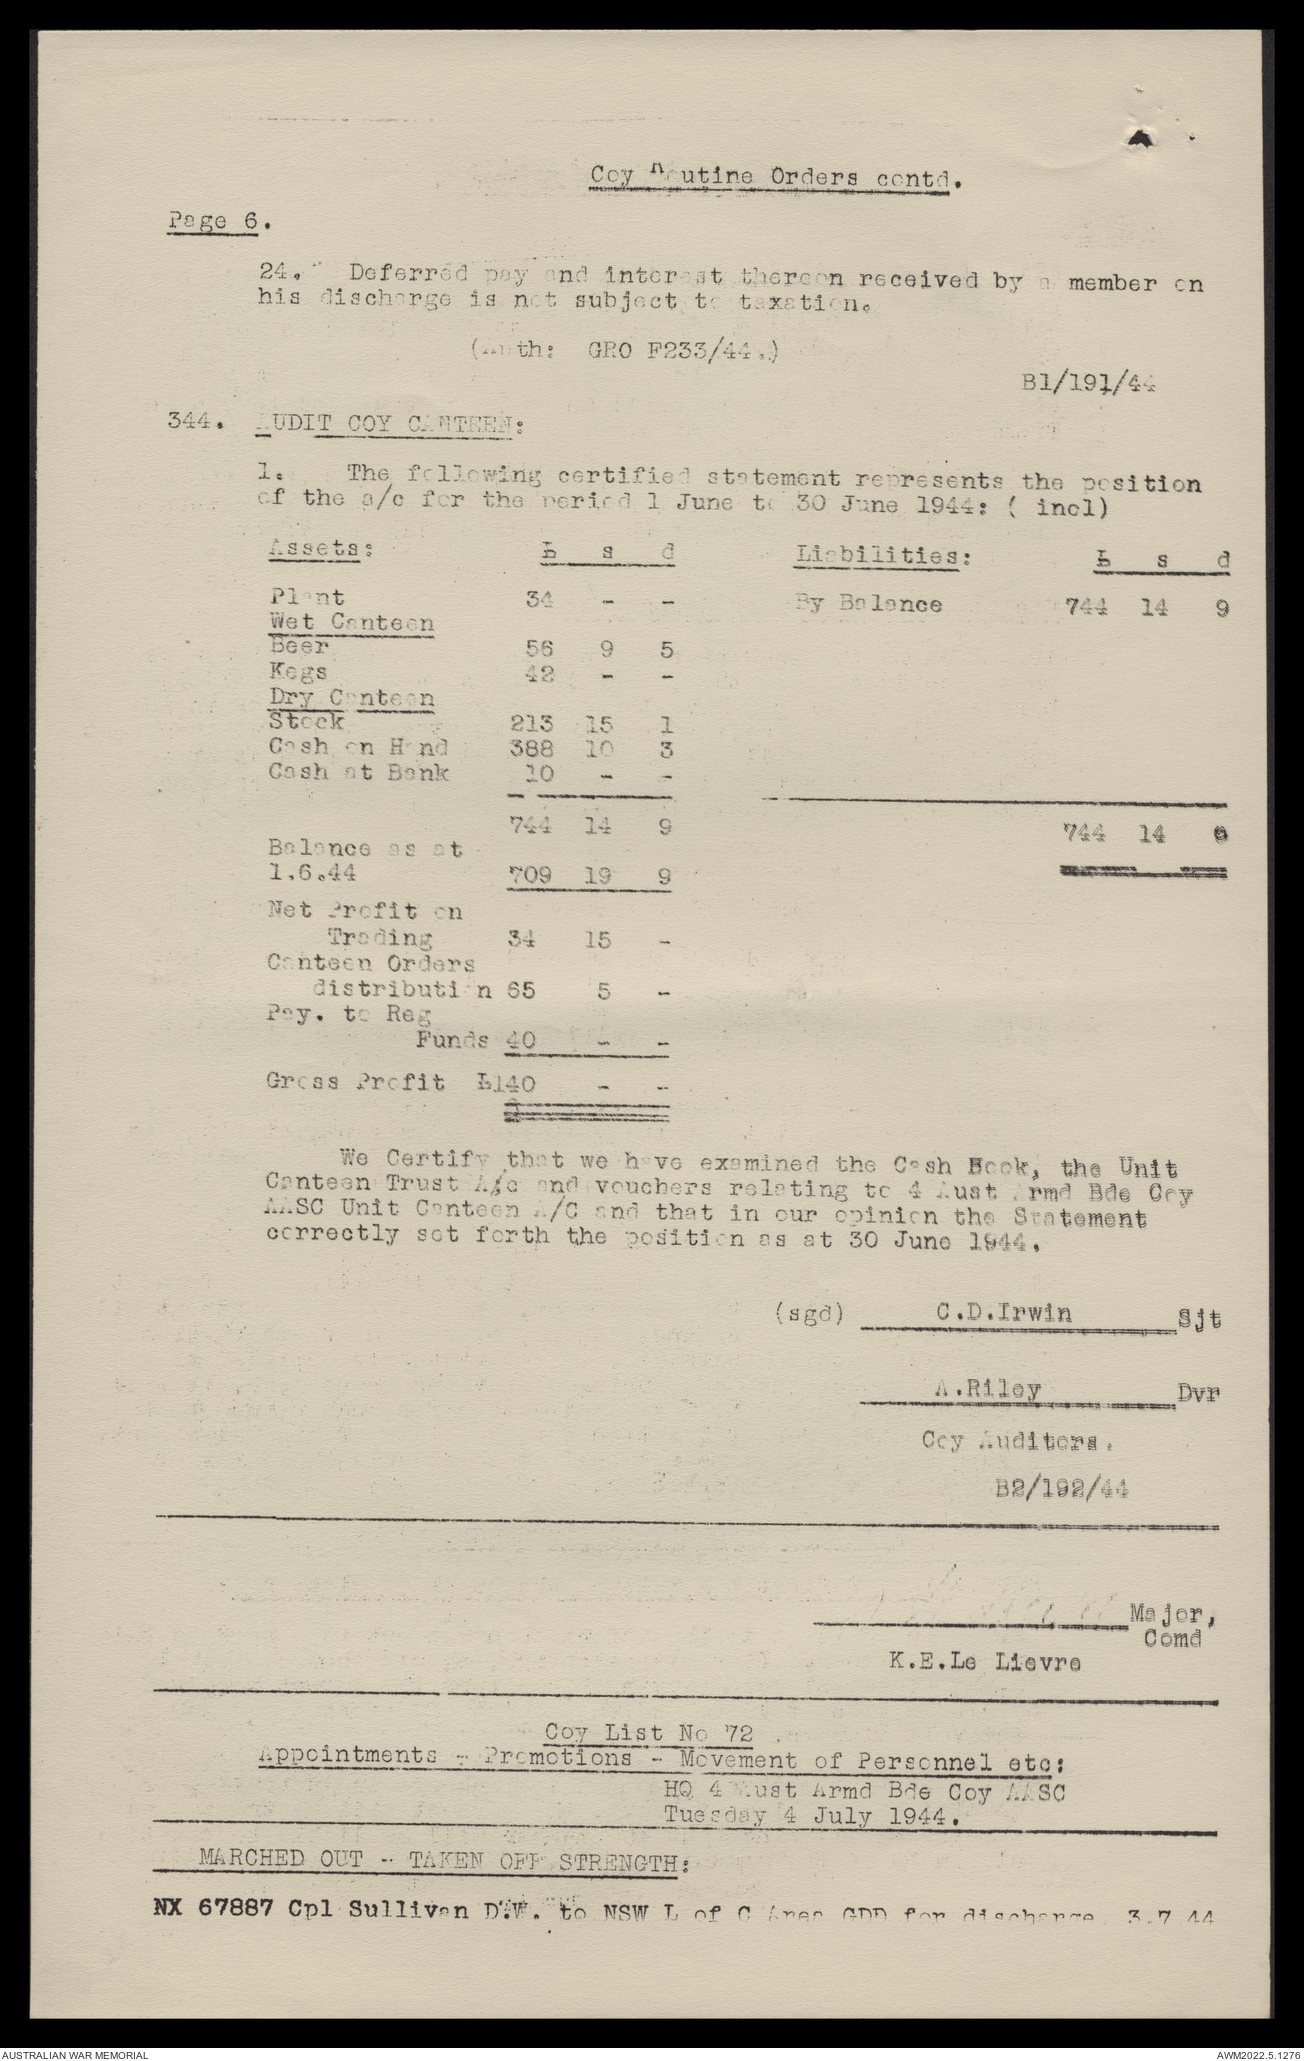 Coy Routine Orders contd.
Page 6.
24. Deferred pay and interest thereon received by a member on
his discharge is not subject to taxation.
(Auth: GRO F233/44.)
B1/191/44
344. AUDIT COY CANTEEN:
1. The following certified statement represents the position
of the a/c for the period 1 June to 30 June 1944: ( incl)
Assets: £ s d Liabilities: £ s d
Plant 34 - - By Balance 744 14 9
Wet Canteen
Beer 56 9 5
Kegs 42 - -
Dry Canteen
Stock 213 15 1
Cash on Hand 388 10 3
Cash at Bank 10 - -
744 14 9 744 14 9
Balance as at
1.6.44 709 19 9
Net Profit on
Trading 34 15 -
Canteen Orders
distribution 65 5 -
Pay. to Reg
Funds 40 - -
Gross Profit £140 - -
We Certify that we have examined the Cash Book, the Unit
Canteen Trust A/c and vouchers relating to 4 Aust Armd Bde Coy
AASC Unit Canteen A/C and that in our opinion the Statement
correctly set forth the position as at 30 June 1944.
(sgd) C.D.Irwin Sjt
A.Riley Dvr
Coy Auditors.
B2/192/44
Major,
Comd
K.E.Le Lievre
Coy List No 72
Appointments - Promotions - Movement of Personnel etc:
HQ 4 Aust Armd Bde Coy AASC
Tuesday 4 July 1944.
MARCHED OUT - TAKEN OFF STRENGTH:
NX 67887 Cpl Sullivan D.W. to NSW L of C Area GDD for discharge 3.7.44
AUSTRALIAN WAR MEMORIAL
AWM2022.5.1276